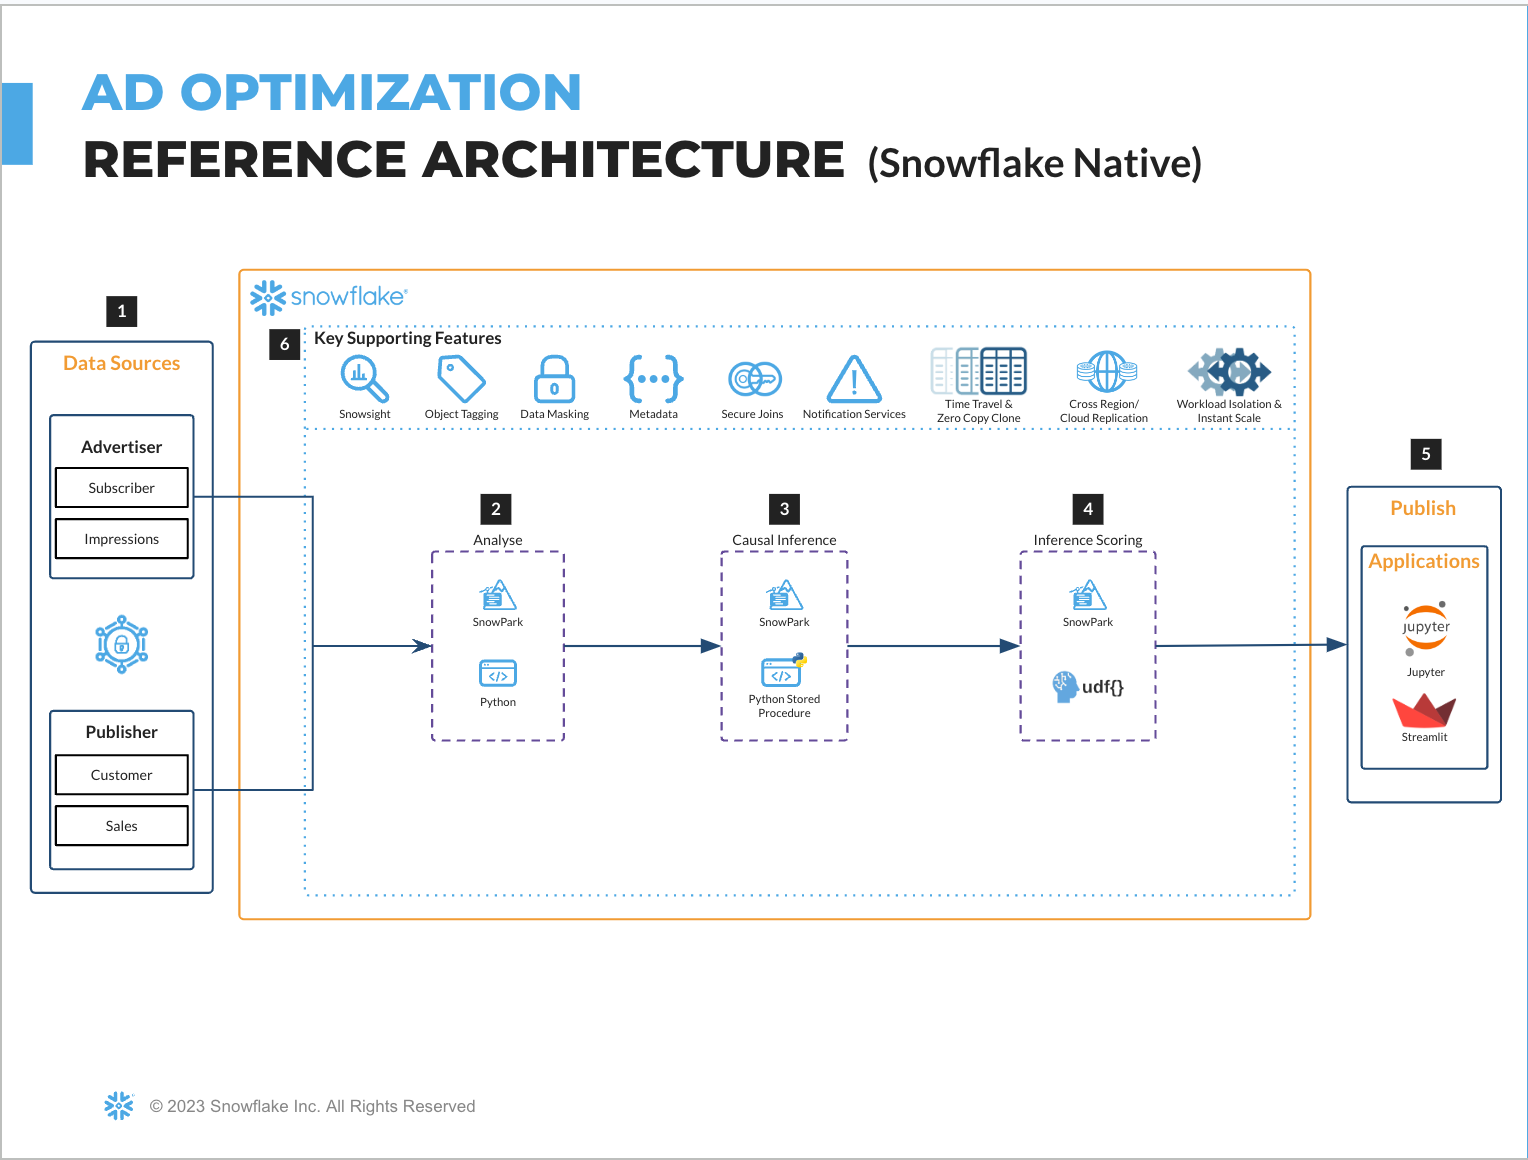 AD OPTIMIZATION
REFERENCE ARCHITECTURE (Snowflake Native)
1
Data Sources
Advertiser
Subscriber
Impressions
Publisher
Customer
Sales
snowflake®
6
Key Supporting Features
Snowsight
Object Tagging
Data Masking
Metadata
Secure Joins
Notification Services
Time Travel &
Zero Copy Clone
Cross Region/
Cloud Replication
Workload Isolation &
Instant Scale
2
Analyse
SnowPark
</>
Python
3
Causal Inference
SnowPark
</>
Python Stored
Procedure
4
Inference Scoring
SnowPark
udf{}
5
Publish
Applications
jupyter
Jupyter
Streamlit
© 2023 Snowflake Inc. All Rights Reserved